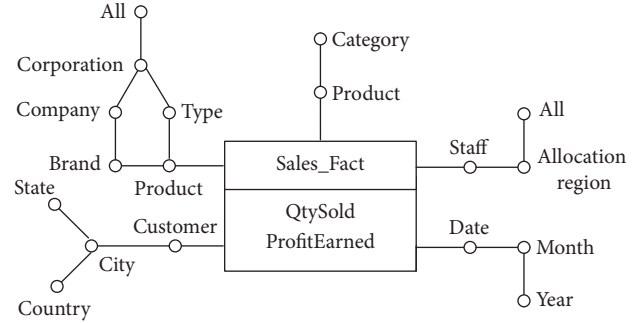 All
Corporation
Company
Type
Brand
Product
Category
Product
Sales_Fact
QtySold
ProfitEarned
All
Staff
Allocation
region
State
Customer
City
Country
Date
Month
Year